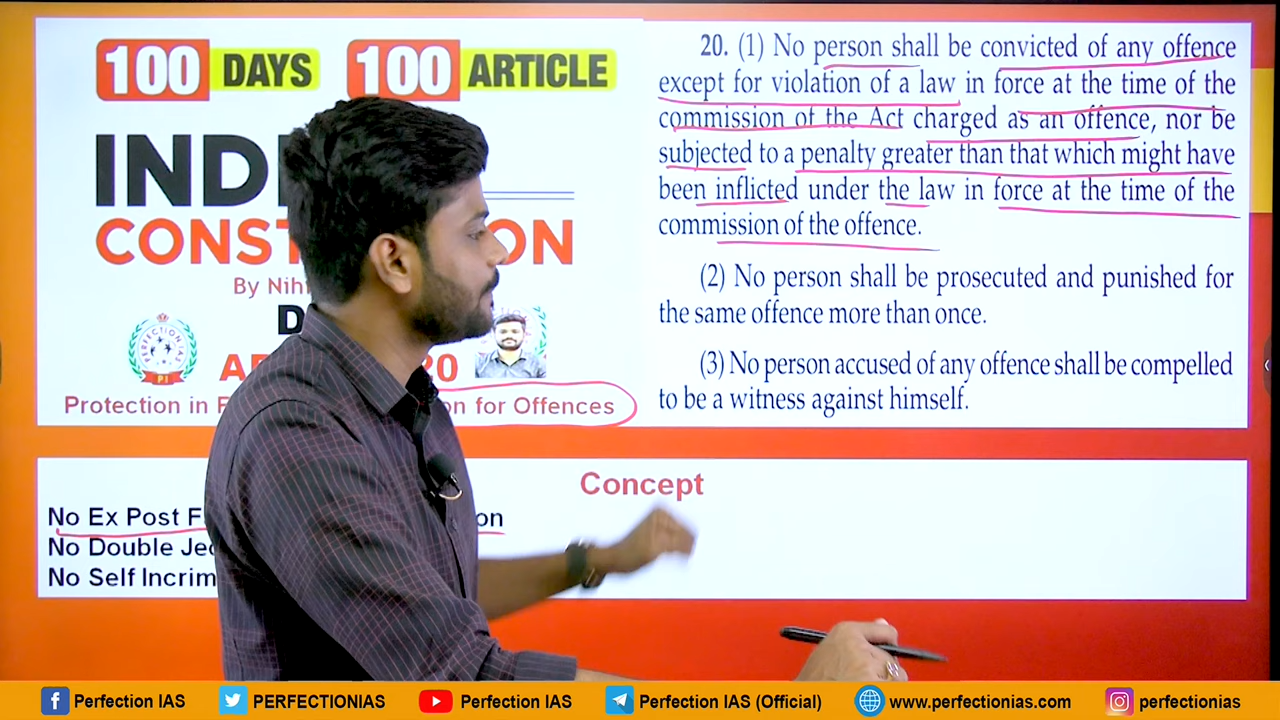 100 DAYS 100 ARTICLE
IND
CONST ON
By Nih
D
20
Protection in on for Offences
PERFECTION IAS
P I
20. (1) No person shall be convicted of any offence
except for violation of a law in force at the time of the
commission of the Act charged as an offence, nor be
subjected to a penalty greater than that which might have
been inflicted under the law in force at the time of the
commission of the offence.
(2) No person shall be prosecuted and punished for
the same offence more than once.
(3) No person accused of any offence shall be compelled
to be a witness against himself.
Concept
No Ex Post F on
No Double Je
No Self Incrim
Perfection IAS PERFECTIONIAS Perfection IAS Perfection IAS (Official) www.perfectionias.com perfectionias